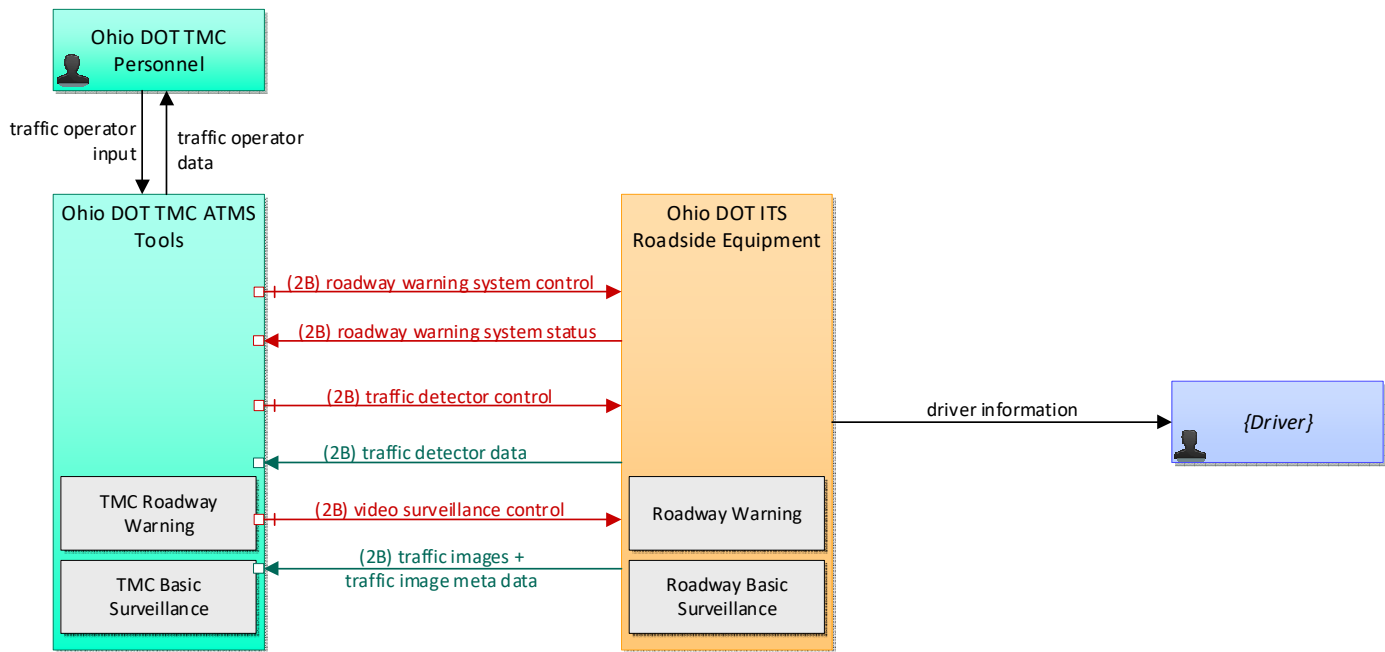 Ohio DOT TMC
Personnel
traffic operator
input
traffic operator
data
Ohio DOT TMC ATMS
Tools
Ohio DOT ITS
Roadside Equipment
(2B) roadway warning system control
(2B) roadway warning system status
(2B) traffic detector control
driver information
{Driver}
(2B) traffic detector data
TMC Roadway
Warning
(2B) video surveillance control
Roadway Warning
(2B) traffic images +
traffic image meta data
TMC Basic
Surveillance
Roadway Basic
Surveillance